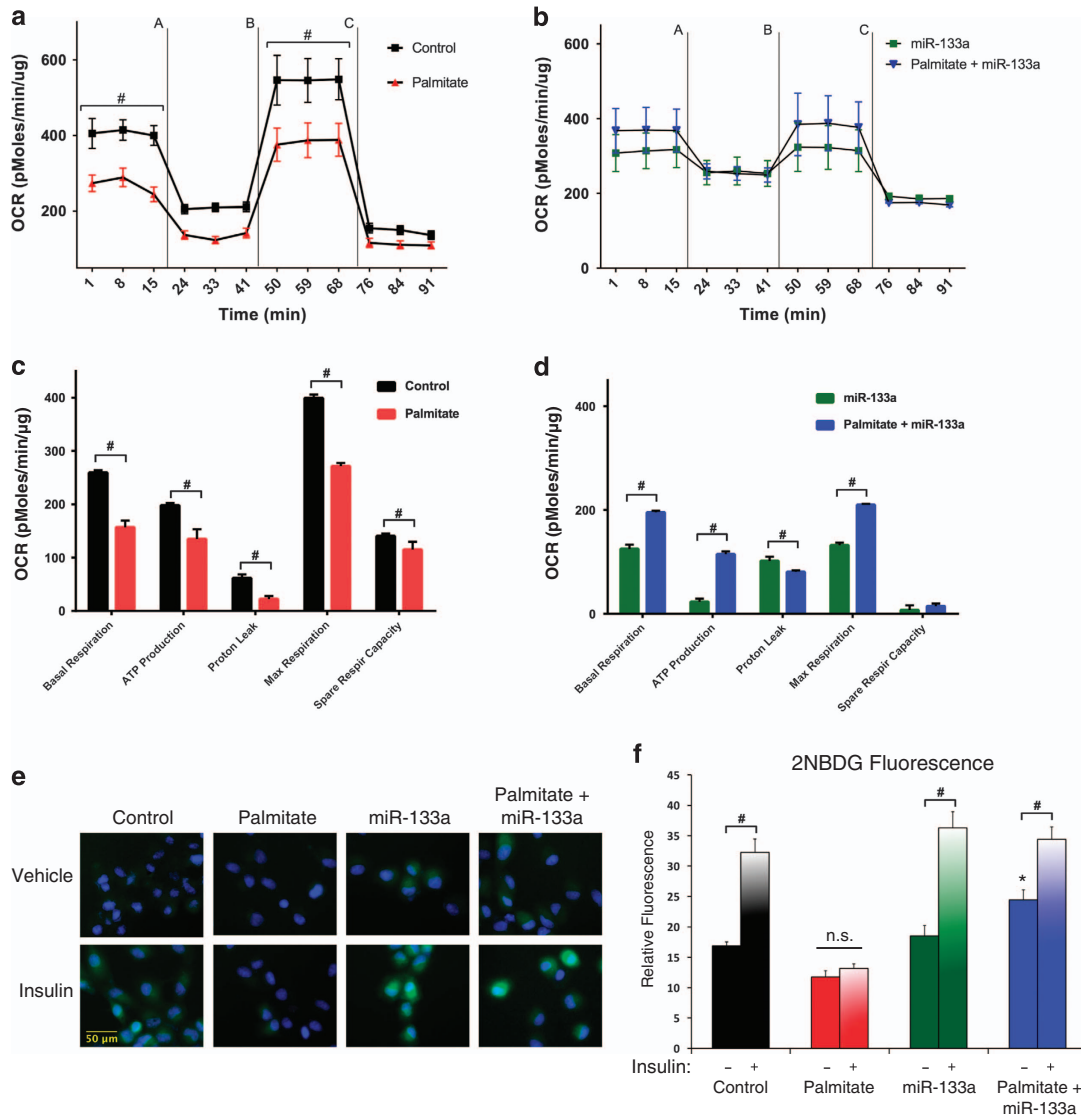 a
A B C
#
#
Control
Palmitate
OCR (pMoles/min/ug)
600
400
200
1 8 15 24 33 41 50 59 68 76 84 91
Time (min)
b
A B C
miR-133a
Palmitate + miR-133a
OCR (pMoles/min/ug)
600
400
200
0
1 8 15 24 33 41 50 59 68 76 84 91
Time (min)
c
Control
Palmitate
OCR (pMoles/min/µg)
400
300
200
100
0
# # # # #
Basal Respiration
ATP Production
Proton Leak
Max Respiration
Spare Respir Capacity
d
miR-133a
Palmitate + miR-133a
OCR (pMoles/min/µg)
400
200
0
# # # #
Basal Respiration
ATP Production
Proton Leak
Max Respiration
Spare Respir Capacity
e
Control Palmitate miR-133a Palmitate +
miR-133a
Vehicle
Insulin
50 µm
f
2NBDG Fluorescence
Relative Fluorescence
45
40
35
30
25
20
15
10
5
0
# n.s. # * #
Insulin: – + – + – + – +
Control Palmitate miR-133a Palmitate +
miR-133a